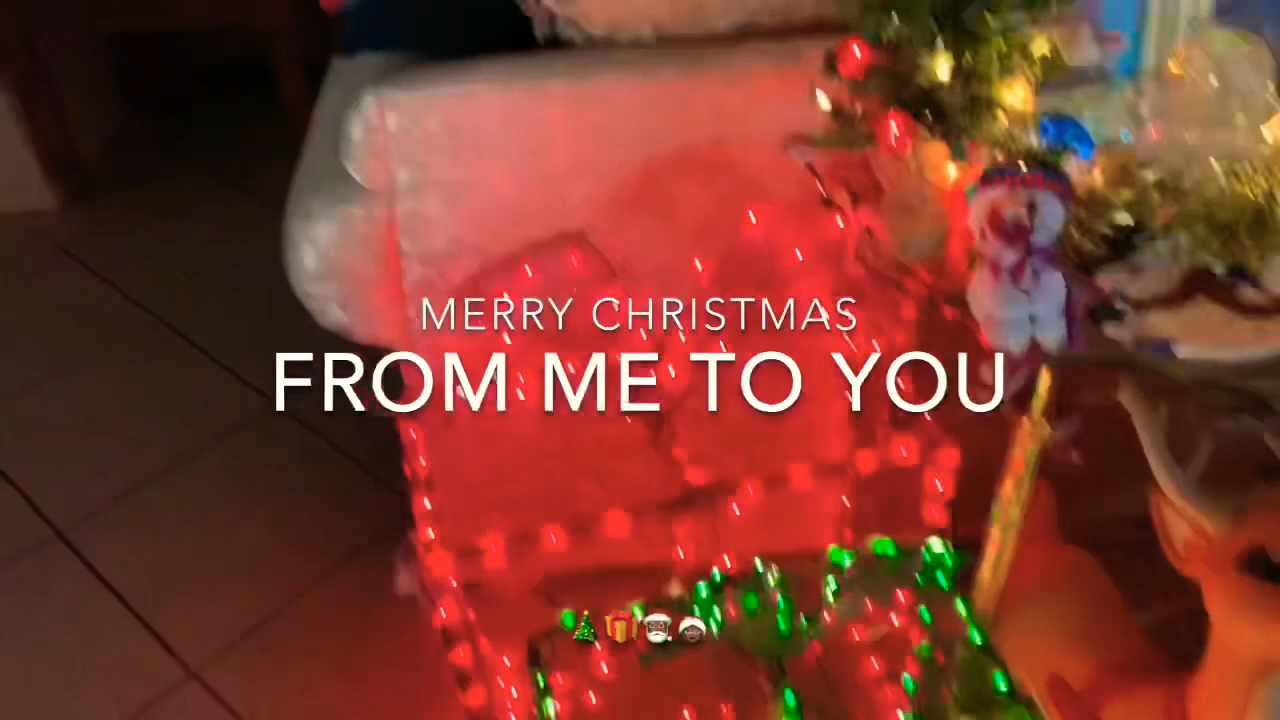 MERRY CHRISTMAS
FROM ME TO YOU
🎄🎁🎅🏿🤶🏿